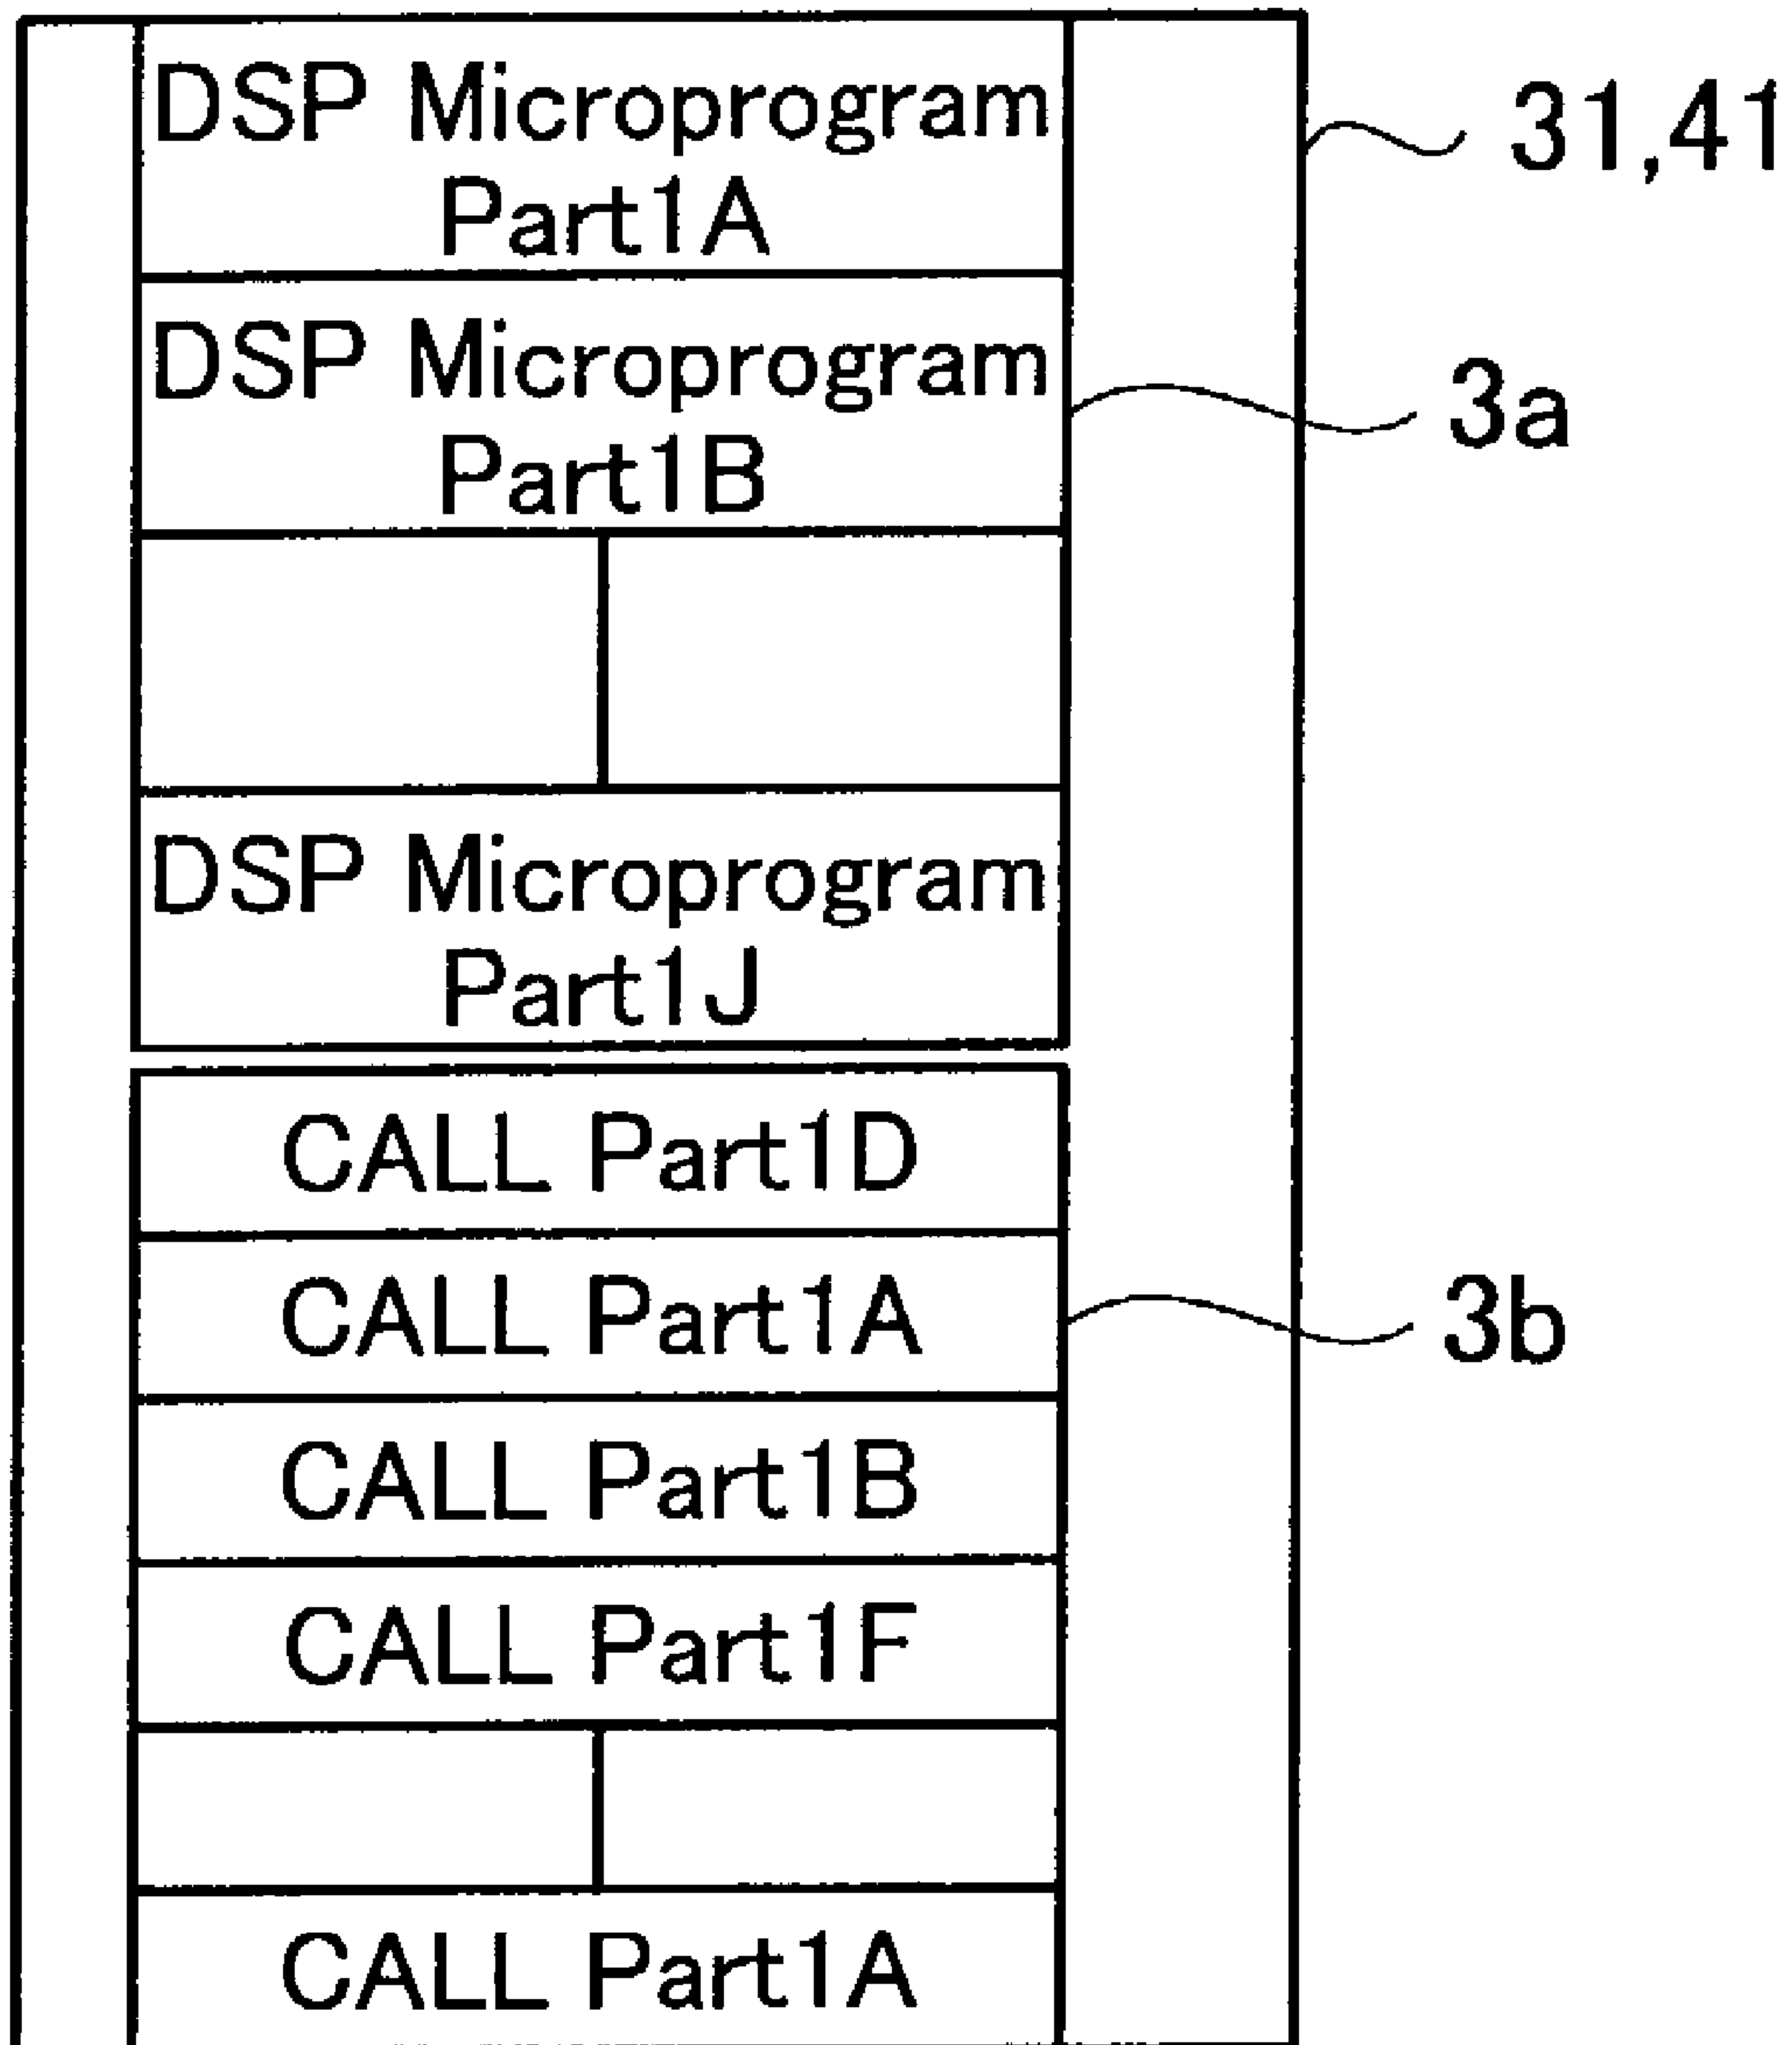 DSP Microprogram
Part1A
31,41
DSP Microprogram
Part1B
3a
DSP Microprogram
Part1J
CALL Part1D
CALL Part1A
3b
CALL Part1B
CALL Part1F
CALL Part1A